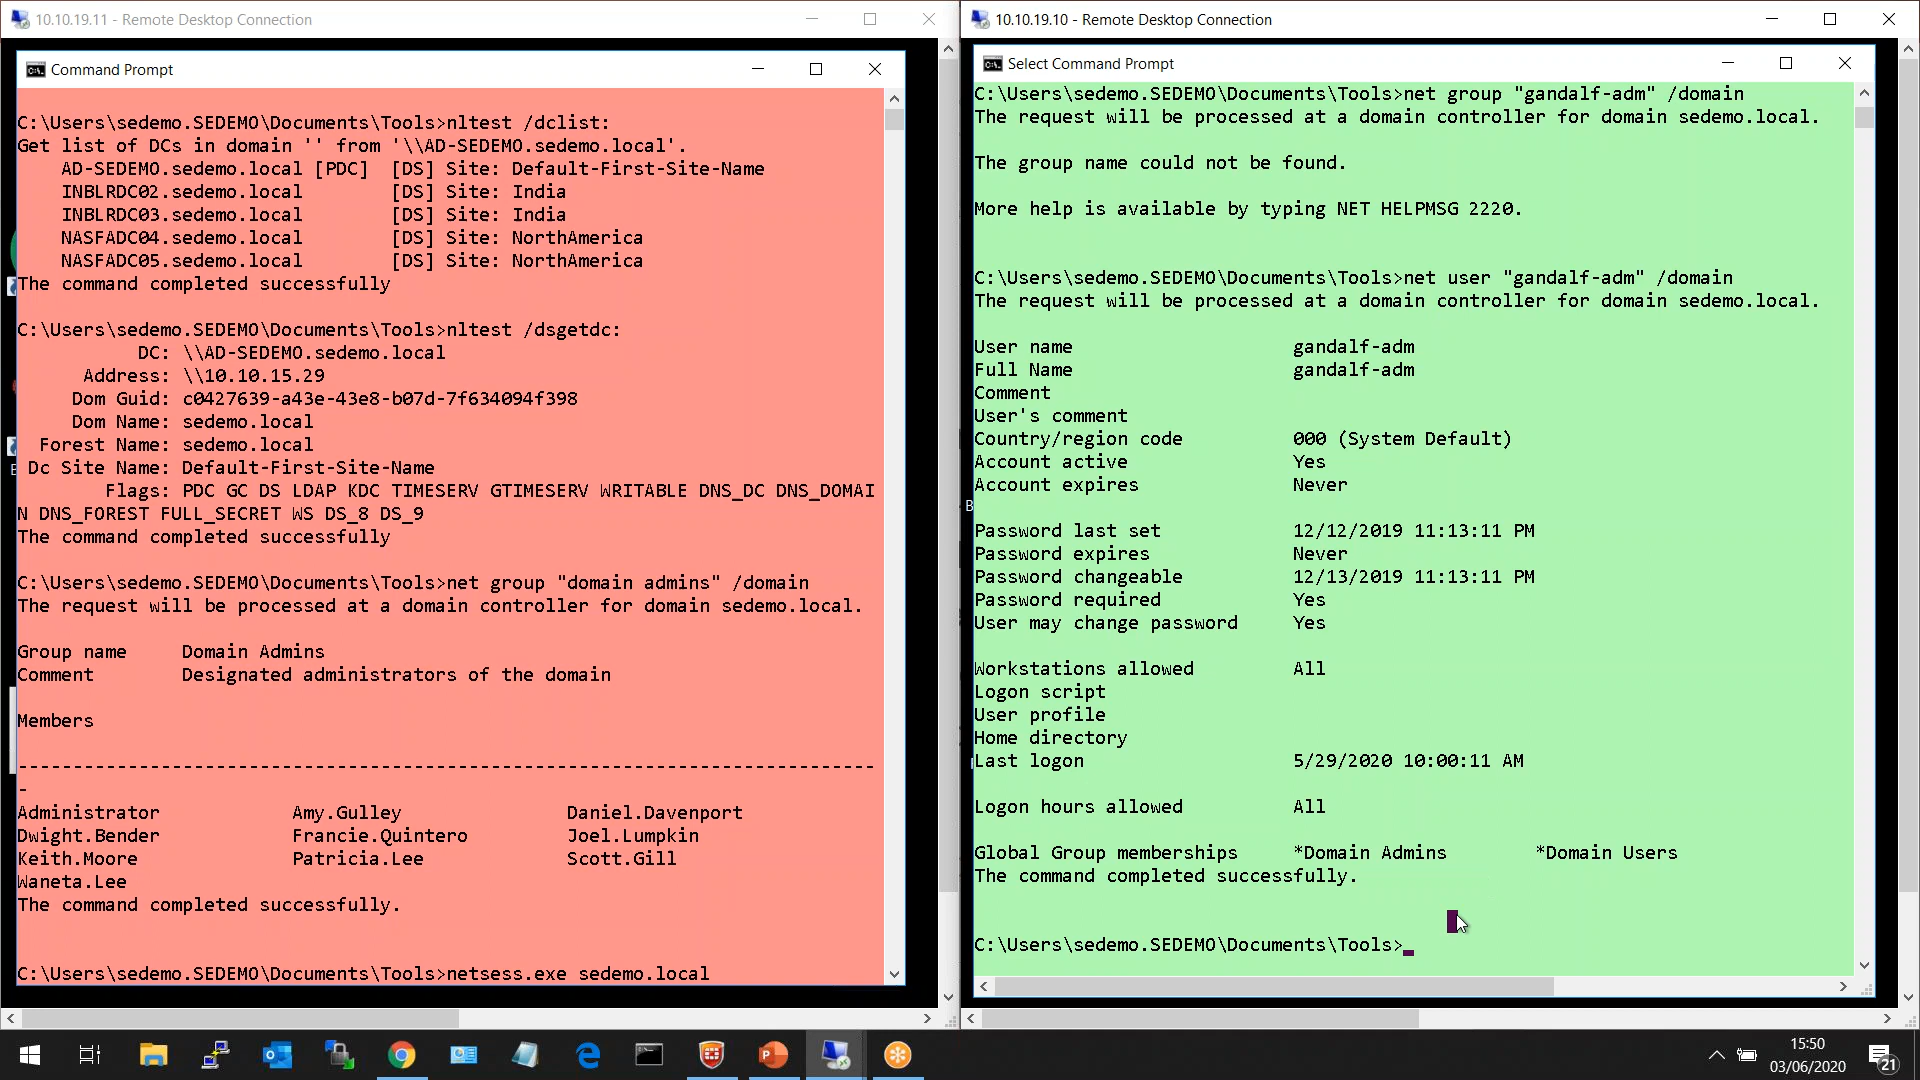 10.10.19.11 - Remote Desktop Connection
Command Prompt
C:\Users\sedemo.SEDEMO\Documents\Tools>nltest /dclist:
Get list of DCs in domain '' from '\\AD-SEDEMO.sedemo.local'.
AD-SEDEMO.sedemo.local [PDC] [DS] Site: Default-First-Site-Name
INBLRDC02.sedemo.local [DS] Site: India
INBLRDC03.sedemo.local [DS] Site: India
NASFADC04.sedemo.local [DS] Site: NorthAmerica
NASFADC05.sedemo.local [DS] Site: NorthAmerica
The command completed successfully
C:\Users\sedemo.SEDEMO\Documents\Tools>nltest /dsgetdc:
DC: \\AD-SEDEMO.sedemo.local
Address: \\10.10.15.29
Dom Guid: c0427639-a43e-43e8-b07d-7f634094f398
Dom Name: sedemo.local
Forest Name: sedemo.local
Dc Site Name: Default-First-Site-Name
Flags: PDC GC DS LDAP KDC TIMESERV GTIMESERV WRITABLE DNS_DC DNS_DOMAI
N DNS_FOREST FULL_SECRET WS DS_8 DS_9
The command completed successfully
C:\Users\sedemo.SEDEMO\Documents\Tools>net group "domain admins" /domain
The request will be processed at a domain controller for domain sedemo.local.
Group name Domain Admins
Comment Designated administrators of the domain
Members
-------------------------------------------------------------------------------
Administrator Amy.Gulley Daniel.Davenport
Dwight.Bender Francie.Quintero Joel.Lumpkin
Keith.Moore Patricia.Lee Scott.Gill
Waneta.Lee
The command completed successfully.
C:\Users\sedemo.SEDEMO\Documents\Tools>netsess.exe sedemo.local
10.10.19.10 - Remote Desktop Connection
Select Command Prompt
C:\Users\sedemo.SEDEMO\Documents\Tools>net group "gandalf-adm" /domain
The request will be processed at a domain controller for domain sedemo.local.
The group name could not be found.
More help is available by typing NET HELPMSG 2220.
C:\Users\sedemo.SEDEMO\Documents\Tools>net user "gandalf-adm" /domain
The request will be processed at a domain controller for domain sedemo.local.
User name gandalf-adm
Full Name gandalf-adm
Comment
User's comment
Country/region code 000 (System Default)
Account active Yes
Account expires Never
Password last set 12/12/2019 11:13:11 PM
Password expires Never
Password changeable 12/13/2019 11:13:11 PM
Password required Yes
User may change password Yes
Workstations allowed All
Logon script
User profile
Home directory
Last logon 5/29/2020 10:00:11 AM
Logon hours allowed All
Global Group memberships *Domain Admins *Domain Users
The command completed successfully.
C:\Users\sedemo.SEDEMO\Documents\Tools>
15:50
03/06/2020
21